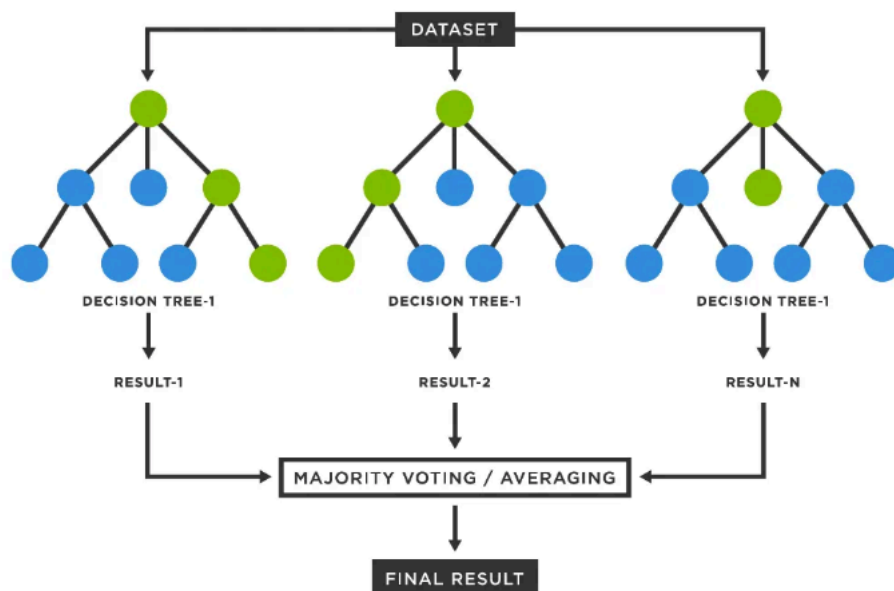 DATASET
DECISION TREE-1 DECISION TREE-1 DECISION TREE-1
RESULT-1 RESULT-2 RESULT-N
MAJORITY VOTING / AVERAGING
FINAL RESULT